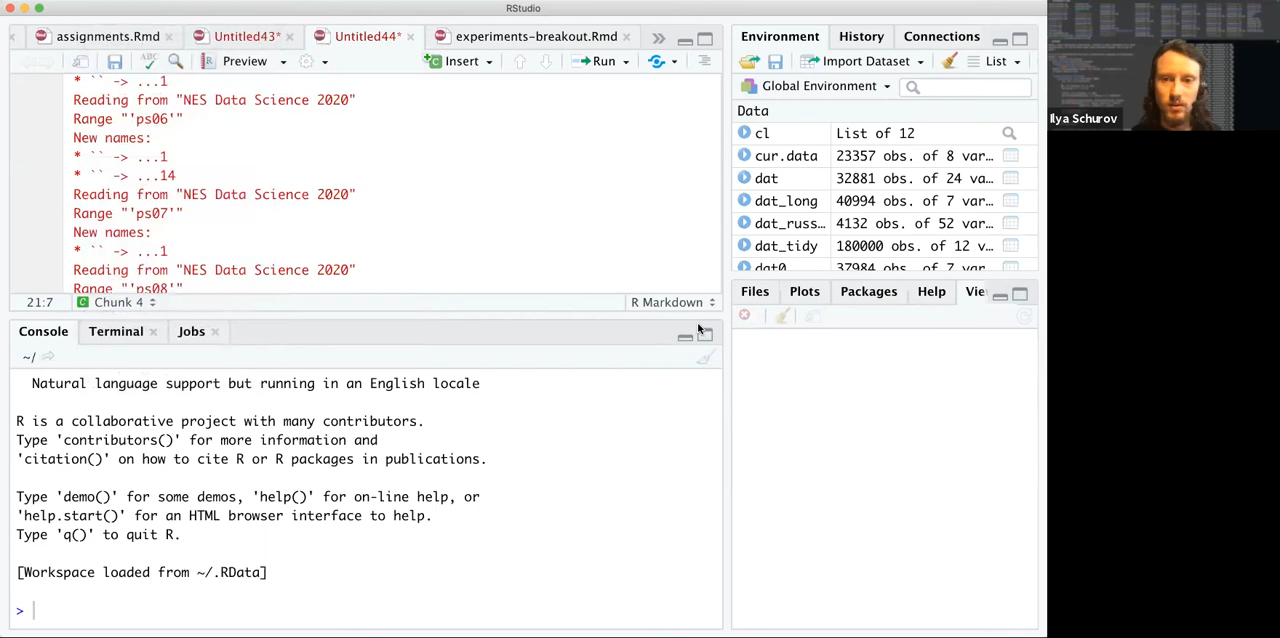 RStudio
assignments.Rmd × Untitled43* × Untitled44* × experiments-breakout.Rmd ×
ABC Preview Insert Run
* `` -> ...1
Reading from "NES Data Science 2020"
Range "'ps06'"
New names:
* `` -> ...1
* `` -> ...14
Reading from "NES Data Science 2020"
Range "'ps07'"
New names:
* `` -> ...1
Reading from "NES Data Science 2020"
Range "'ps08'"
21:7 Chunk 4 R Markdown
Console Terminal × Jobs ×
~/
Natural language support but running in an English locale
R is a collaborative project with many contributors.
Type 'contributors()' for more information and
'citation()' on how to cite R or R packages in publications.
Type 'demo()' for some demos, 'help()' for on-line help, or
'help.start()' for an HTML browser interface to help.
Type 'q()' to quit R.
[Workspace loaded from ~/.RData]
>
Environment History Connections
Import Dataset List
Global Environment
Data
cl List of 12
cur.data 23357 obs. of 8 var…
dat 32881 obs. of 24 va…
dat_long 40994 obs. of 7 var…
dat_russ… 4132 obs. of 52 var…
dat_tidy 180000 obs. of 12 v…
dat0 37984 obs. of 7 var…
Files Plots Packages Help Vie
Ilya Schurov